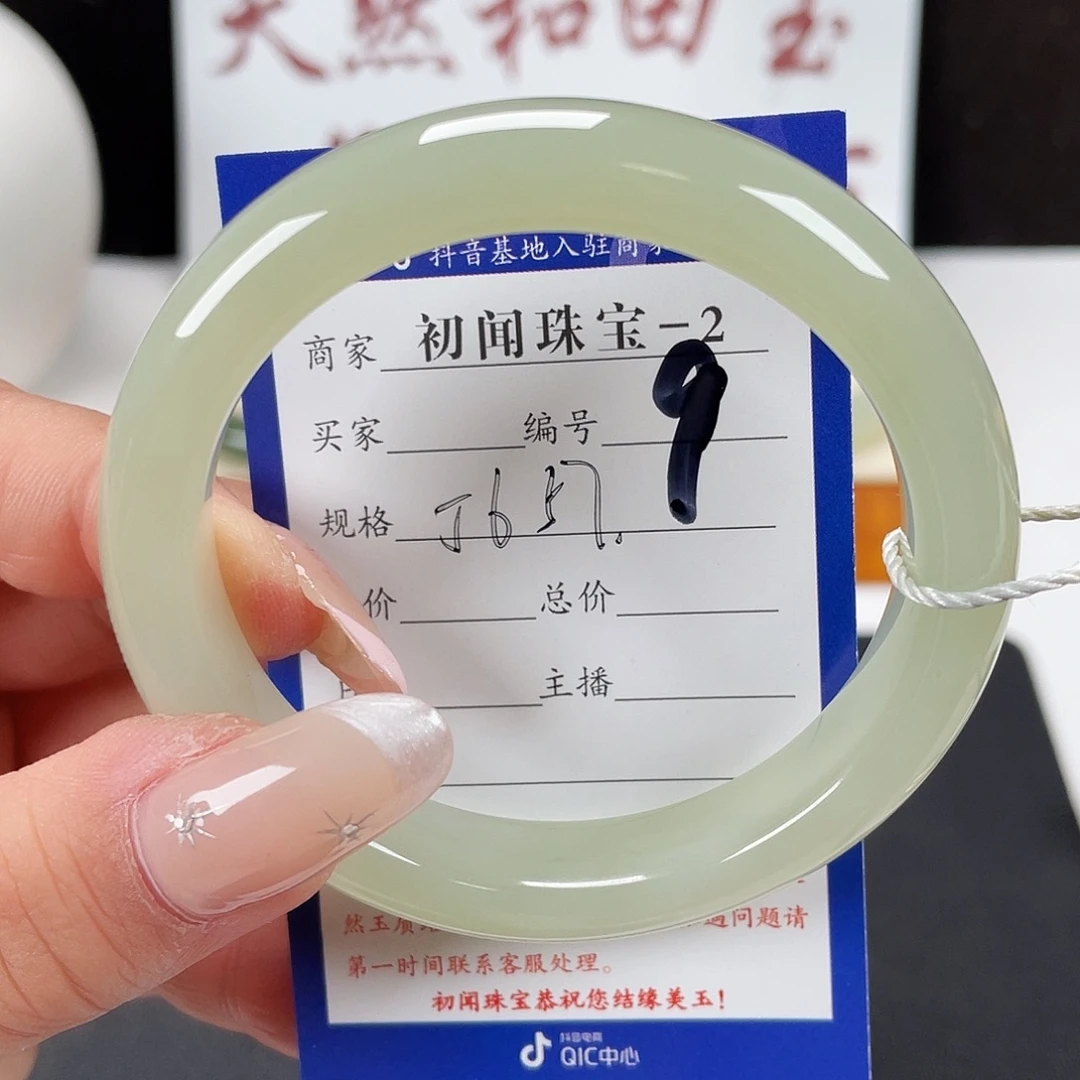 天然和田玉
抖音基地入驻商家
商家 初闻珠宝-2
买家 编号 9
规格 J657.
价 总价
主播
然玉质 遇问题请
第一时间联系客服处理。
初闻珠宝恭祝您结缘美玉!
抖音电商
QIC中心